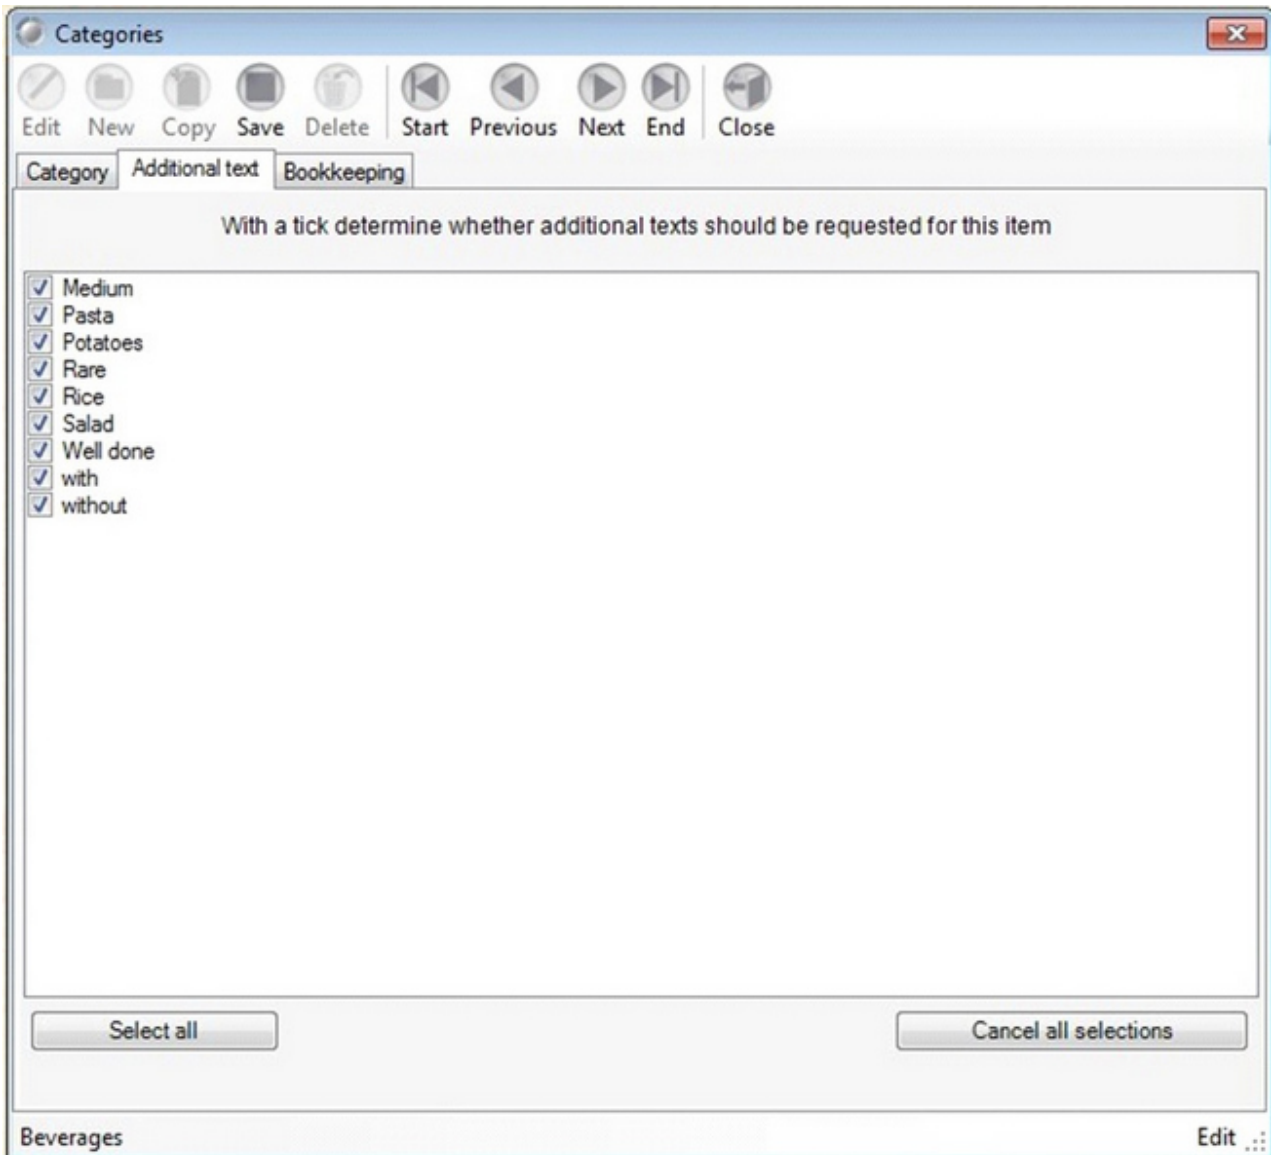 Categories
Edit New Copy Save Delete Start Previous Next End Close
Category Additional text Bookkeeping
With a tick determine whether additional texts should be requested for this item
Medium
Pasta
Potatoes
Rare
Rice
Salad
Well done
with
without
Select all Cancel all selections
Beverages Edit